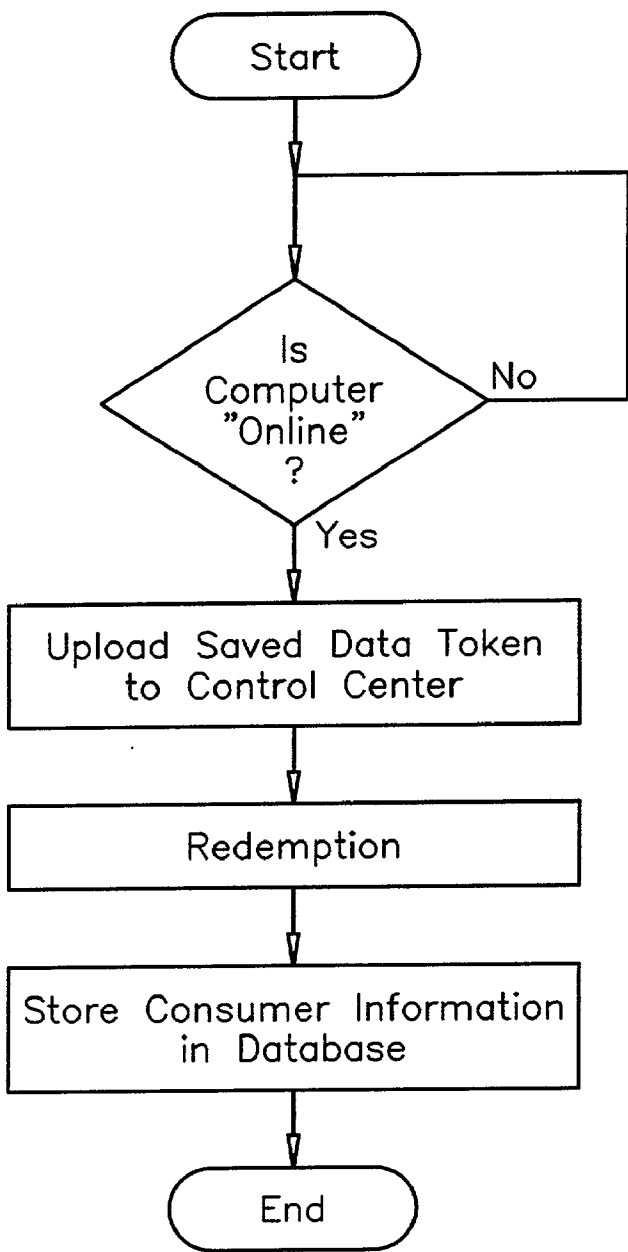 Start
Is
Computer
"Online"
?
No
Yes
Upload Saved Data Token
to Control Center
Redemption
Store Consumer Information
in Database
End